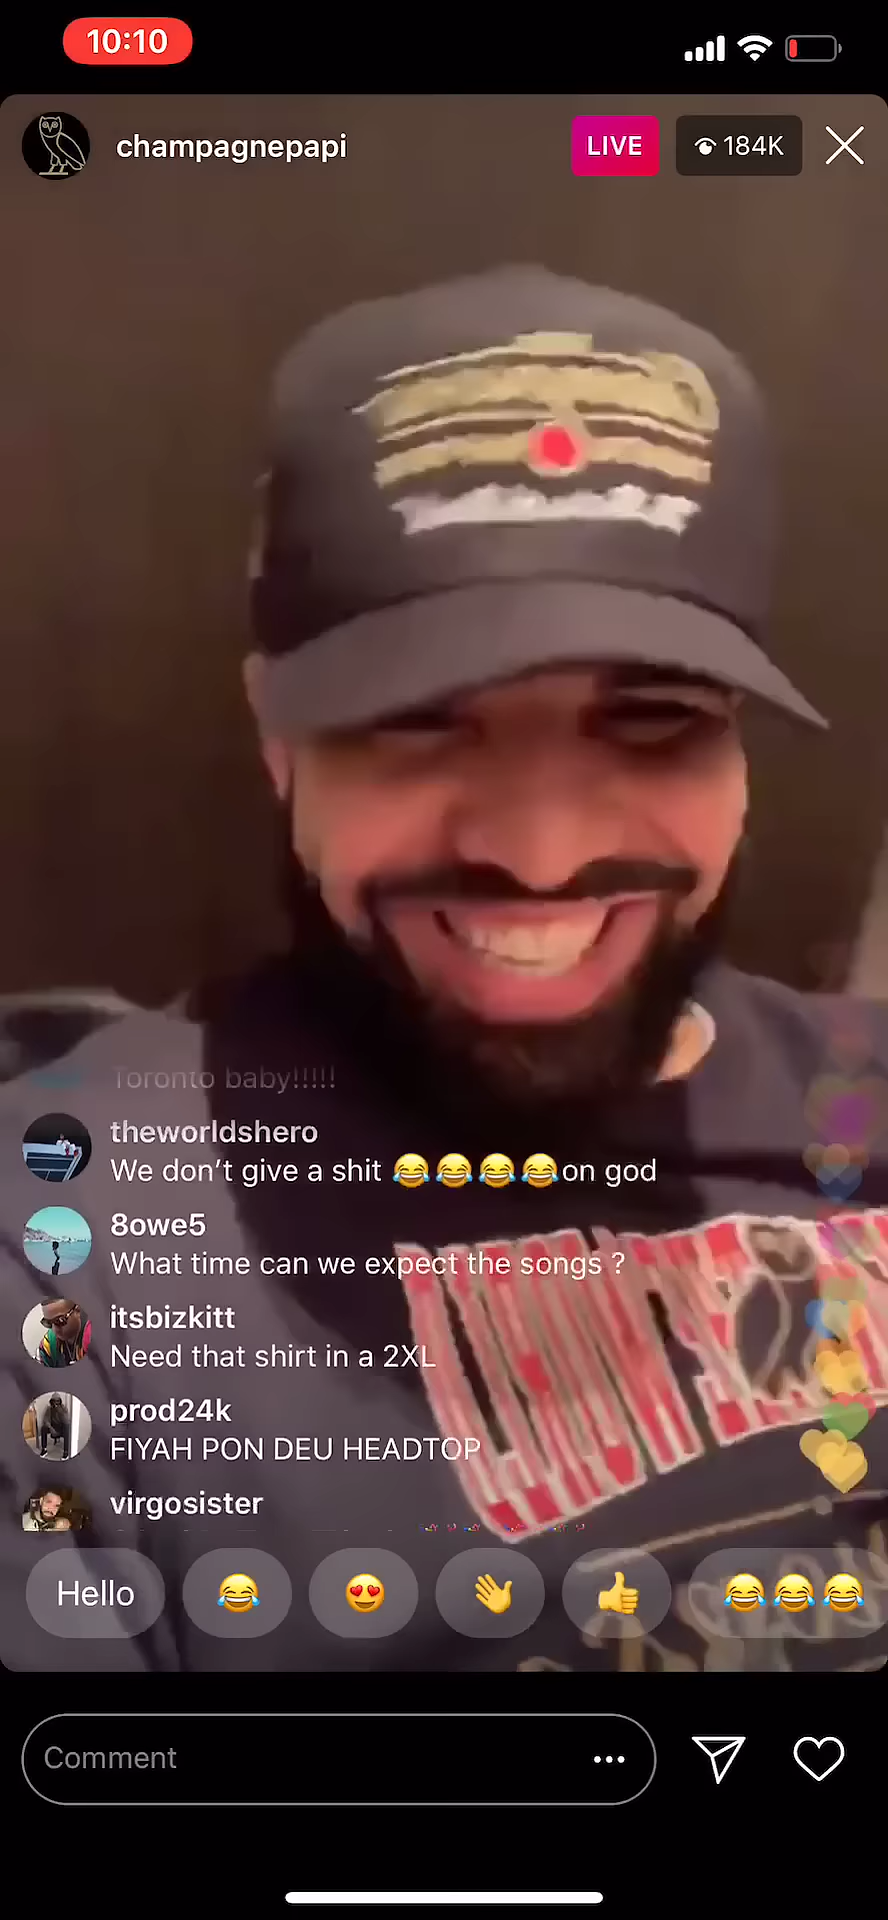 10:10
champagnepapi
LIVE
184K
Toronto baby!!!!!
theworldshero
We don’t give a shit 😂😂😂😂on god
8owe5
What time can we expect the songs ?
itsbizkitt
Need that shirt in a 2XL
prod24k
FIYAH PON DEU HEADTOP
virgosister
Hello
Comment